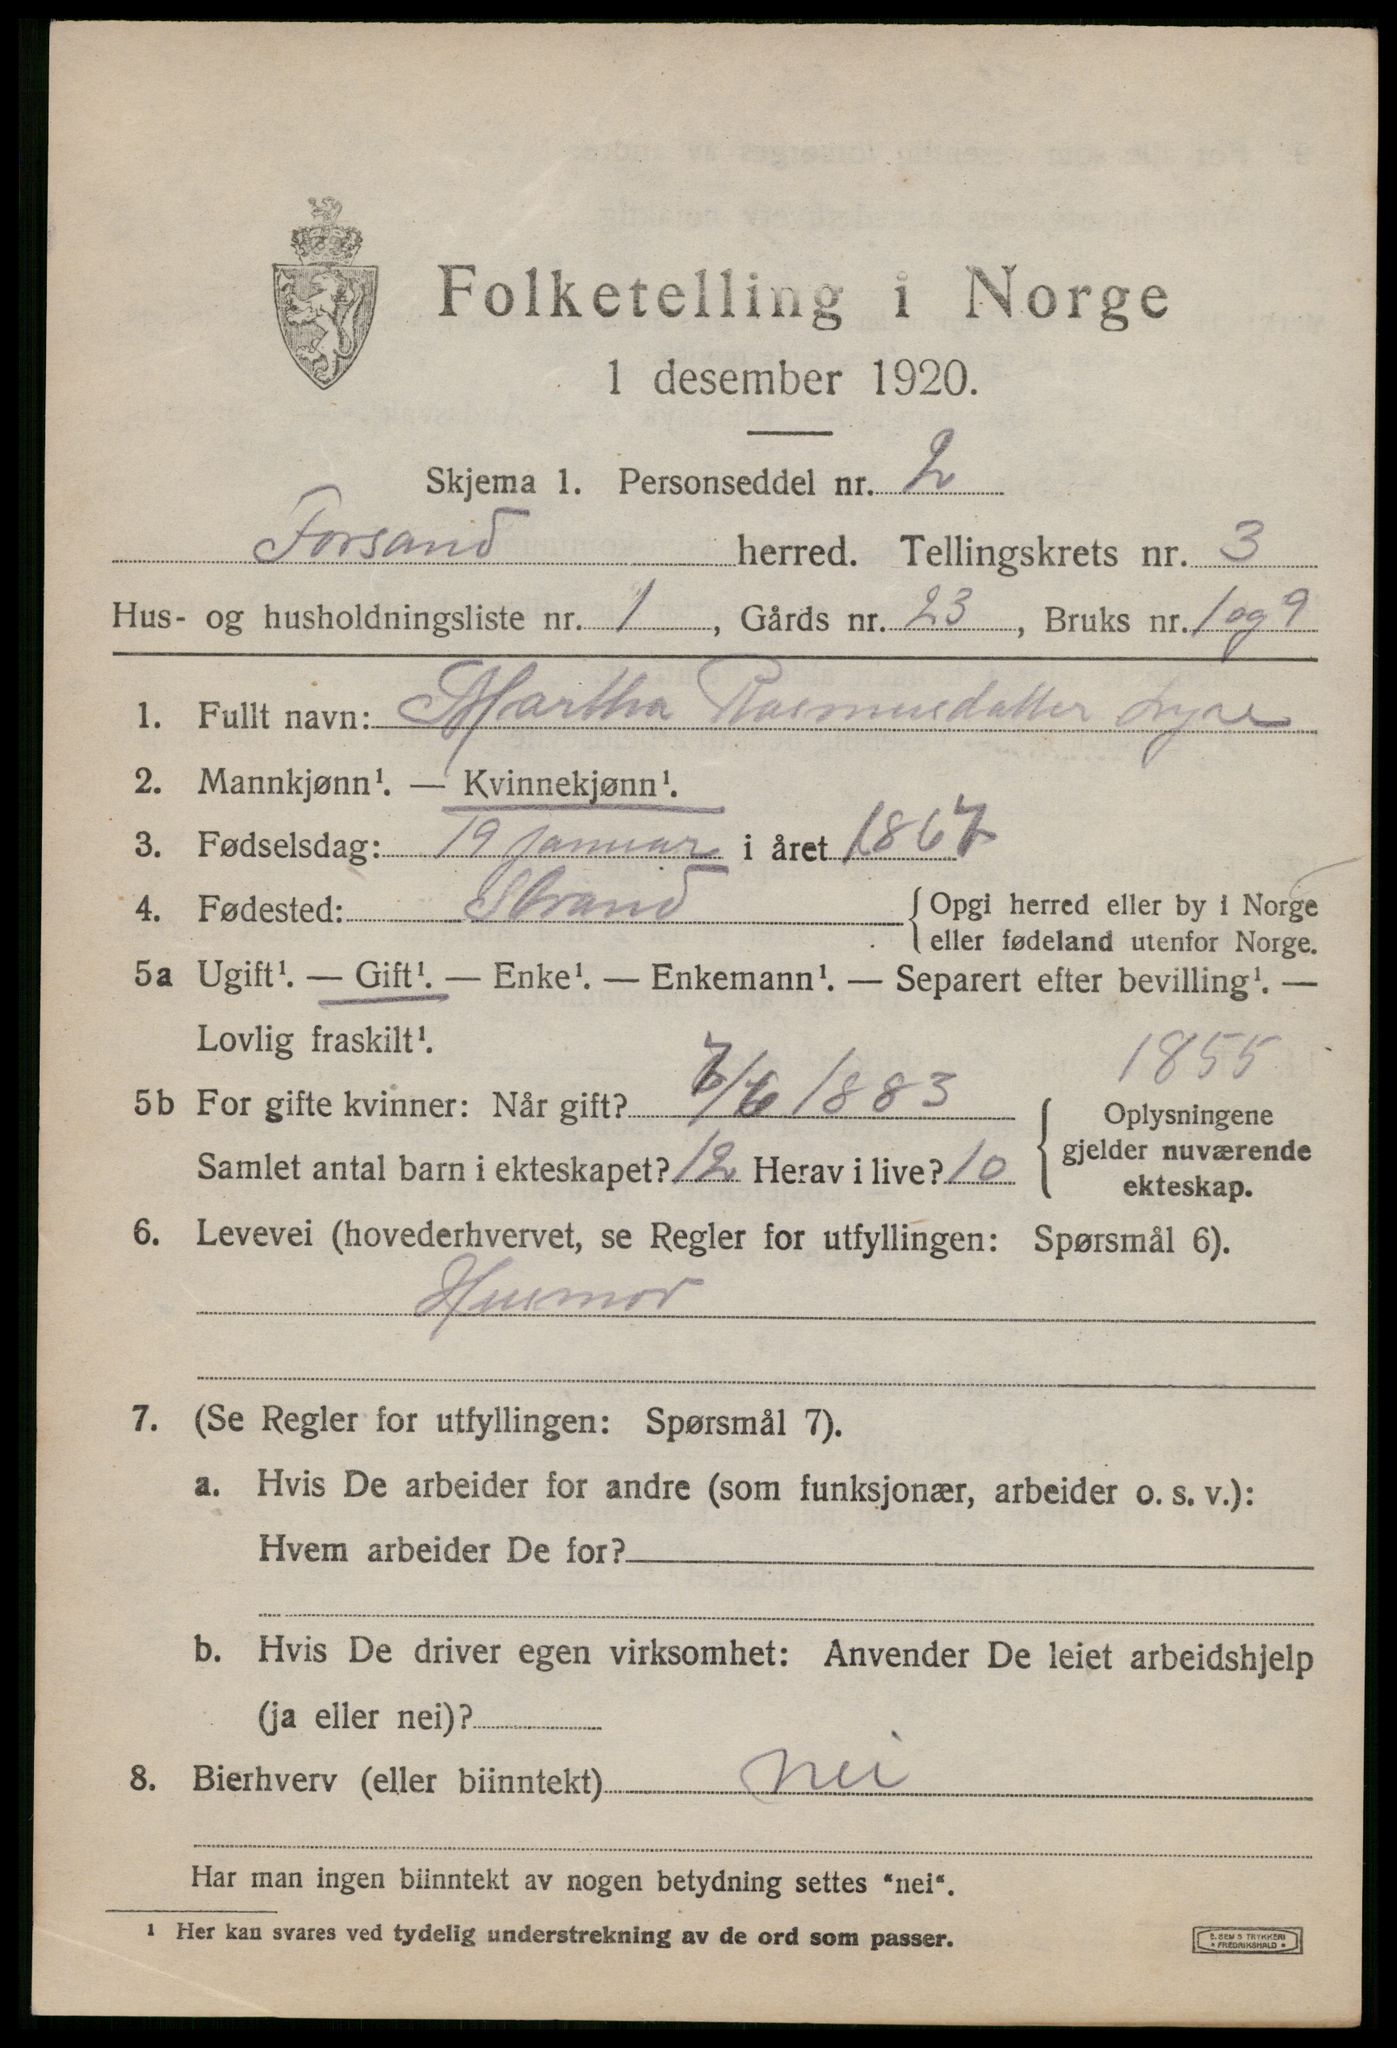 Folketelling i Norge
1 desember 1920.
Skjema 1. Personseddel nr. 2
Forsand herred. Tellingskrets nr. 3
Hus- og husholdningsliste nr. 1, Gårds nr. 23, Bruks nr. 1 og 9
1. Fullt navn: Martha Rasmusdatter
2. Mannkjønn¹. — Kvinnekjønn¹.
3. Fødselsdag: 19 januar i året 1867
4. Fødested: Strand { Opgi herred eller by i Norge
eller fødeland utenfor Norge.
5a Ugift¹. — Gift¹. — Enke¹. — Enkemann¹. — Separert efter bevilling¹. —
Lovlig fraskilt¹.
1855
5b For gifte kvinner: Når gift? 7/6 1883
Samlet antal barn i ekteskapet? 12 Herav i live? 10
{ Oplysningene
gjelder nuværende
ekteskap.
6. Levevei (hovederhvervet, se Regler for utfyllingen: Spørsmål 6).
Husmor
7. (Se Regler for utfyllingen: Spørsmål 7).
a. Hvis De arbeider for andre (som funksjonær, arbeider o. s. v.):
Hvem arbeider De for?
b. Hvis De driver egen virksomhet: Anvender De leiet arbeidshjelp
(ja eller nei)?
8. Bierhverv (eller biinntekt) nei
Har man ingen biinntekt av nogen betydning settes "nei".
¹ Her kan svares ved tydelig understrekning av de ord som passer.
E. SEM'S TRYKKERI
* FREDRIKSHALD *